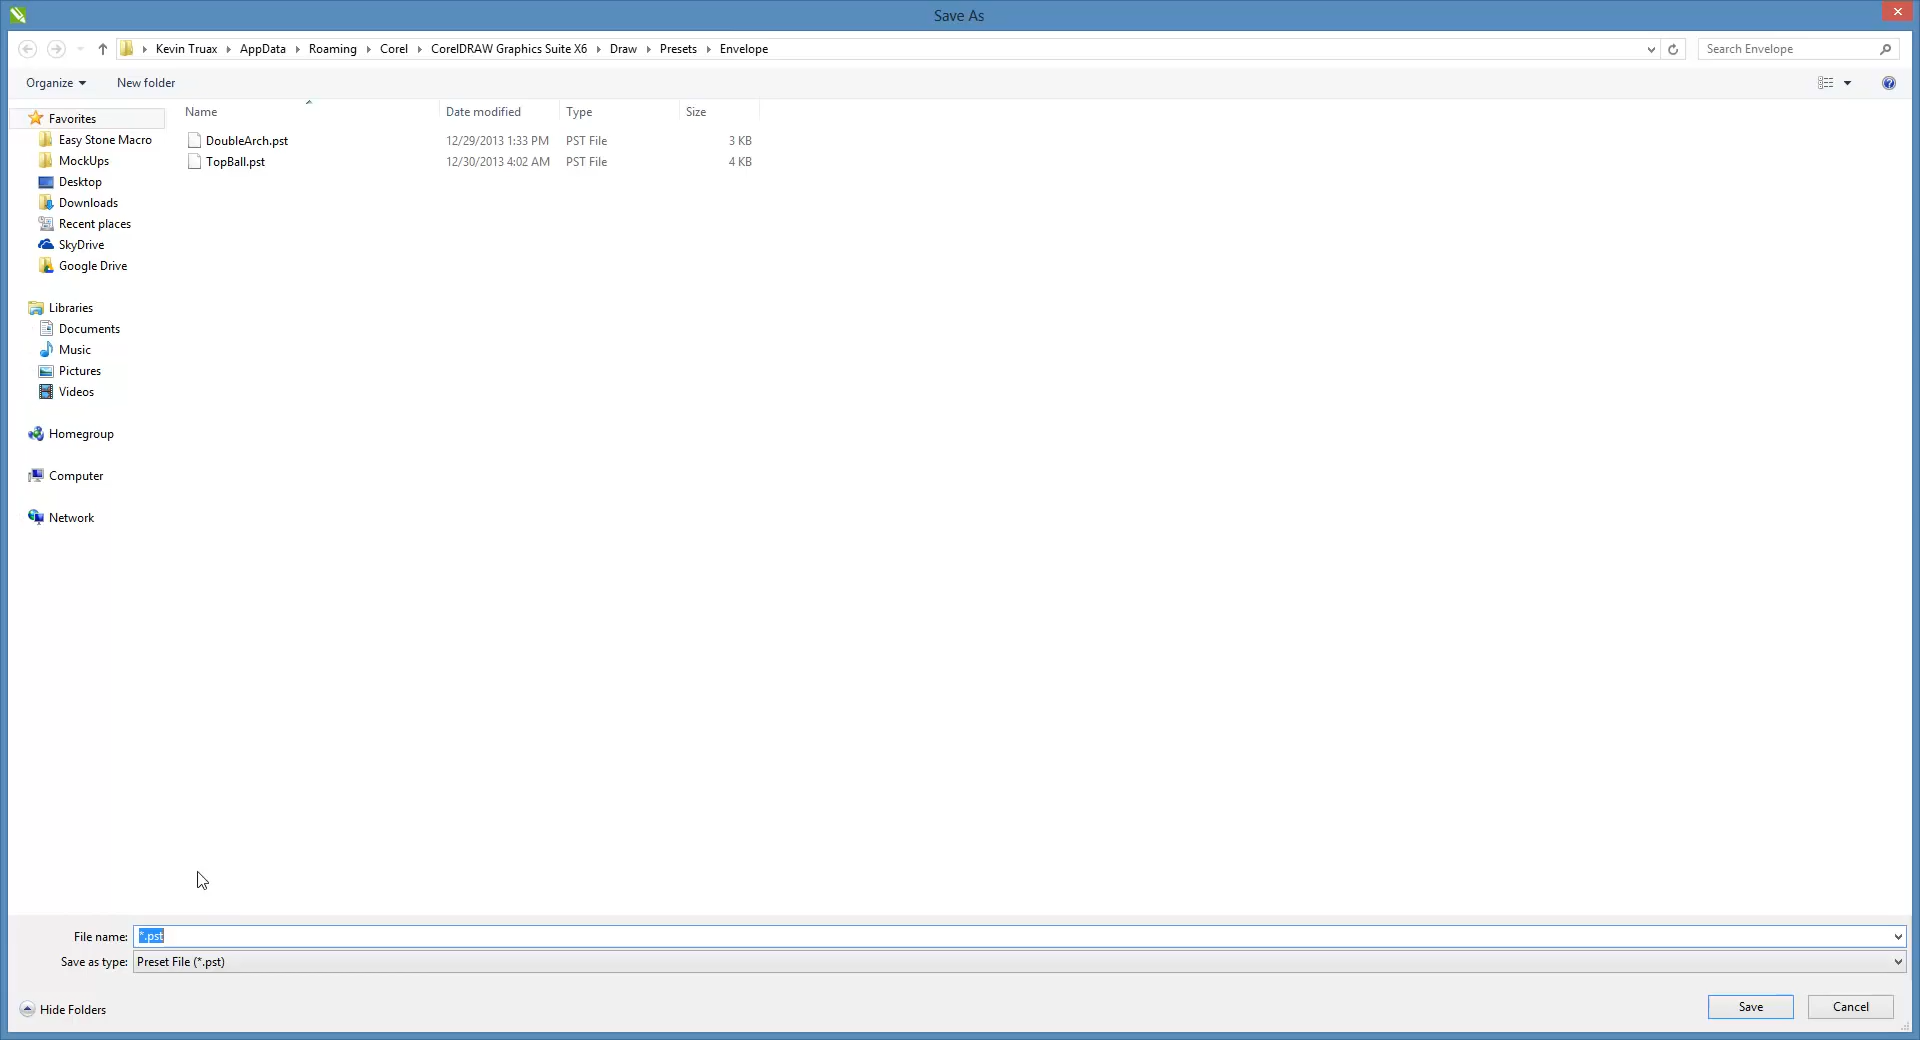 Save As
Kevin Truax AppData Roaming Corel CorelDRAW Graphics Suite X6 Draw Presets Envelope
Search Envelope
Organize New folder
Name Date modified Type Size
DoubleArch.pst 12/29/2013 1:33 PM PST File 3 KB
TopBall.pst 12/30/2013 4:02 AM PST File 4 KB
Favorites
Easy Stone Macro
MockUps
Desktop
Downloads
Recent places
SkyDrive
Google Drive
Libraries
Documents
Music
Pictures
Videos
Homegroup
Computer
Network
File name: *.pst
Save as type: Preset File (*.pst)
Hide Folders
Save Cancel